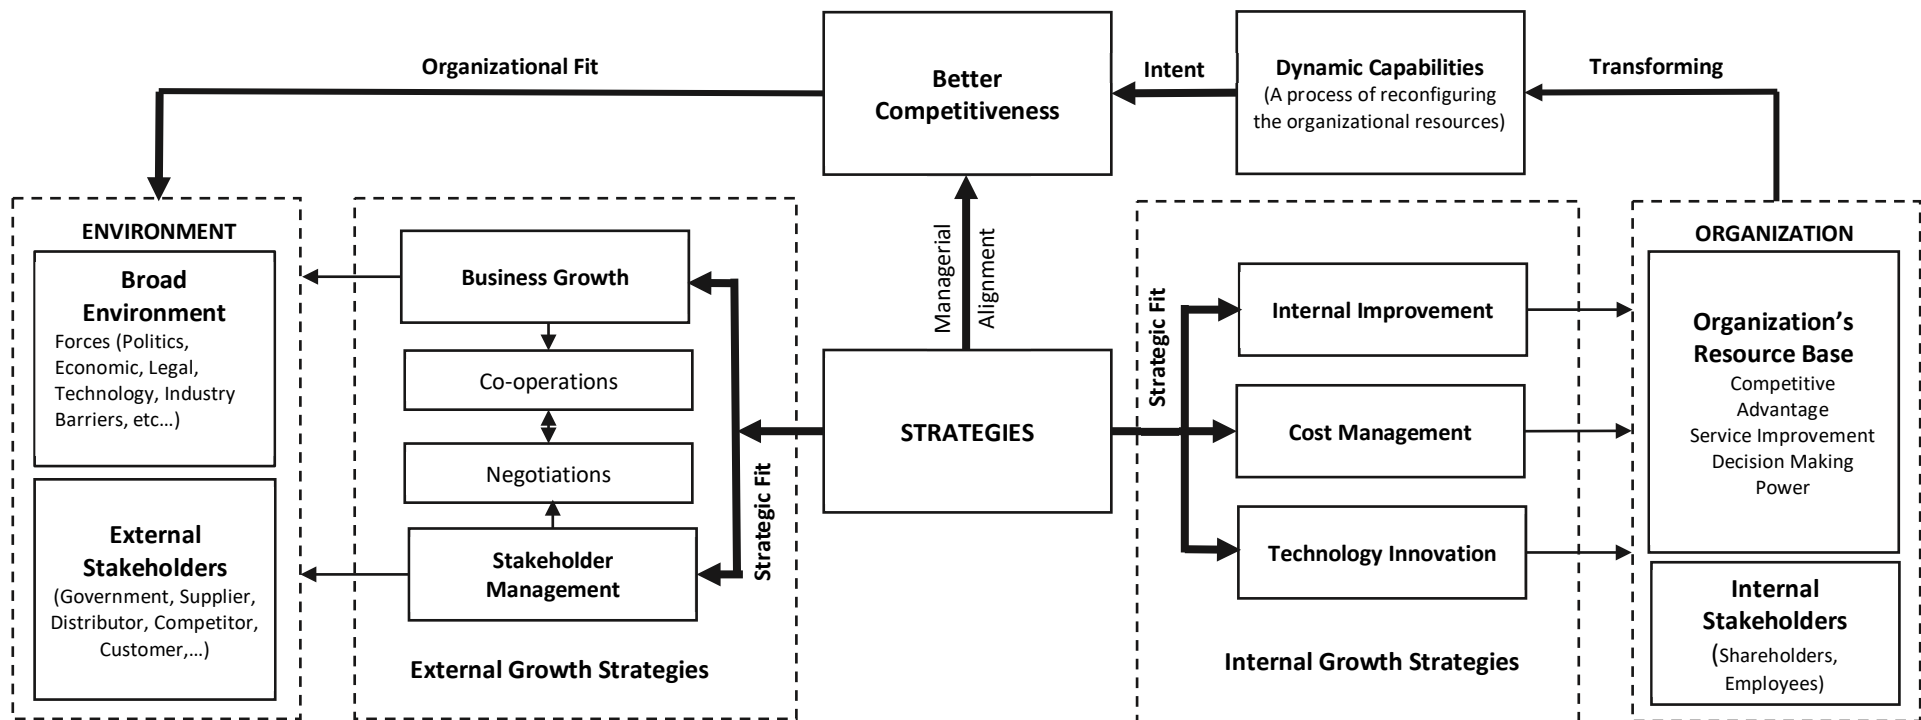 Organizational Fit
Better
Competitiveness
Intent
Dynamic Capabilities
(A process of reconfiguring
the organizational resources)
Transforming
ENVIRONMENT
Broad
Environment
Forces (Politics,
Economic, Legal,
Technology, Industry
Barriers, etc...)
External
Stakeholders
(Government, Supplier,
Distributor, Competitor,
Customer,...)
Business Growth
Co-operations
Negotiations
Stakeholder
Management
External Growth Strategies
Strategic Fit
Managerial
Alignment
STRATEGIES
Strategic Fit
Internal Improvement
Cost Management
Technology Innovation
Internal Growth Strategies
ORGANIZATION
Organization’s
Resource Base
Competitive
Advantage
Service Improvement
Decision Making
Power
Internal
Stakeholders
(Shareholders,
Employees)